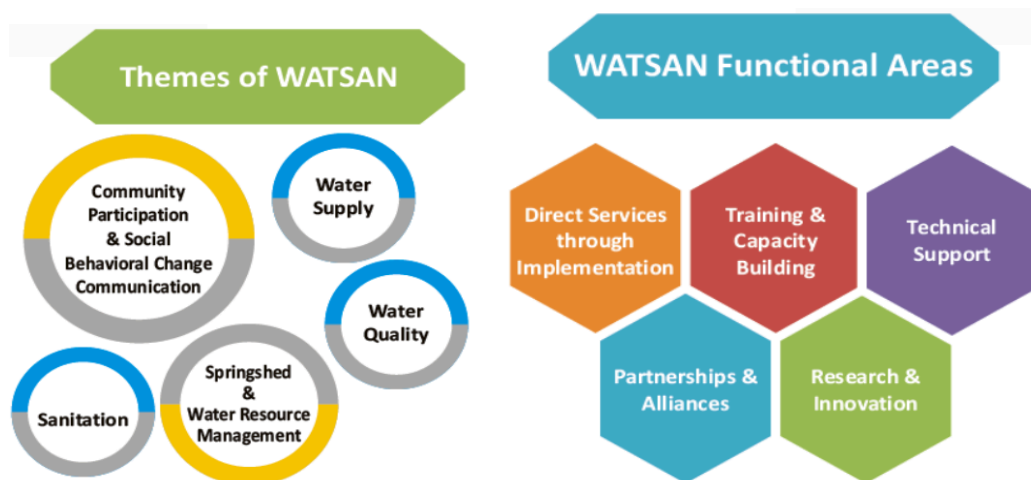 Themes of WATSAN
Community
Participation
& Social
Behavioral Change
Communication
Water
Supply
Water
Quality
Sanitation
Springshed
&
Water Resource
Management
WATSAN Functional Areas
Direct Services
through
Implementation
Training &
Capacity
Building
Technical
Support
Partnerships &
Alliances
Research &
Innovation